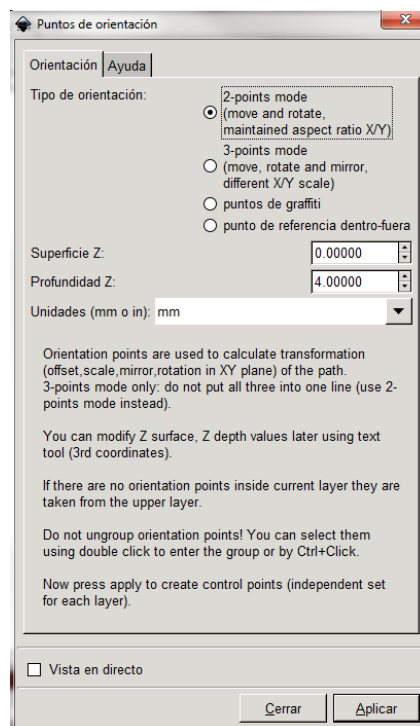 Puntos de orientación
Orientación Ayuda
Tipo de orientación:
2-points mode
(move and rotate,
maintained aspect ratio X/Y)
3-points mode
(move, rotate and mirror,
different X/Y scale)
puntos de graffiti
punto de referencia dentro-fuera
Superficie Z: 0.00000
Profundidad Z: 4.00000
Unidades (mm o in): mm
Orientation points are used to calculate transformation
(offset,scale,mirror,rotation in XY plane) of the path.
3-points mode only: do not put all three into one line (use 2-
points mode instead).
You can modify Z surface, Z depth values later using text
tool (3rd coordinates).
If there are no orientation points inside current layer they are
taken from the upper layer.
Do not ungroup orientation points! You can select them
using double click to enter the group or by Ctrl+Click.
Now press apply to create control points (independent set
for each layer).
Vista en directo
Cerrar Aplicar